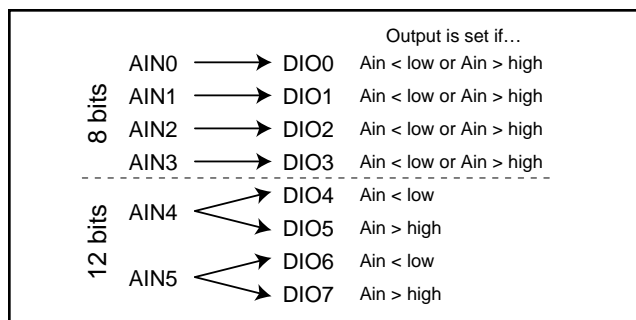 Output is set if…
AIN0 DIO0 Ain < low or Ain > high
AIN1 DIO1 Ain < low or Ain > high
AIN2 DIO2 Ain < low or Ain > high
AIN3 DIO3 Ain < low or Ain > high
8 bits
DIO4 Ain < low
AIN4
DIO5 Ain > high
DIO6 Ain < low
AIN5
DIO7 Ain > high
12 bits